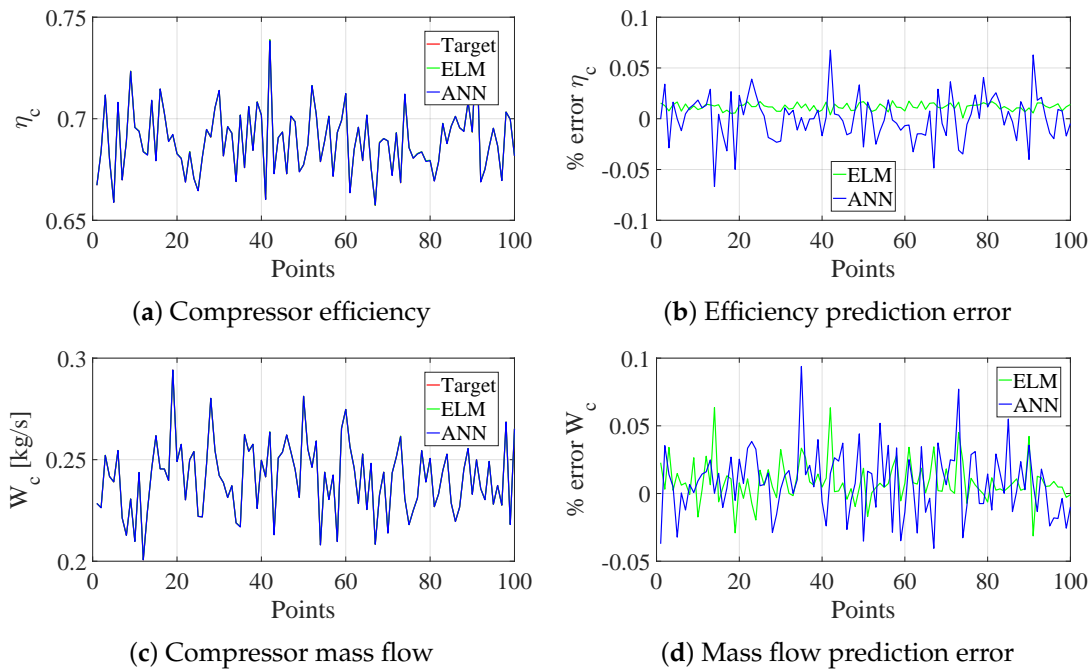 0.75
0.7
0.65
η_c
Target
ELM
ANN
0 20 40 60 80 100
Points
(a) Compressor efficiency
0.1
0.05
0
-0.05
-0.1
% error η_c
ELM
ANN
0 20 40 60 80 100
Points
(b) Efficiency prediction error
0.3
0.25
0.2
W_c [kg/s]
Target
ELM
ANN
0 20 40 60 80 100
Points
(c) Compressor mass flow
0.1
0.05
0
-0.05
% error W_c
ELM
ANN
0 20 40 60 80 100
Points
(d) Mass flow prediction error